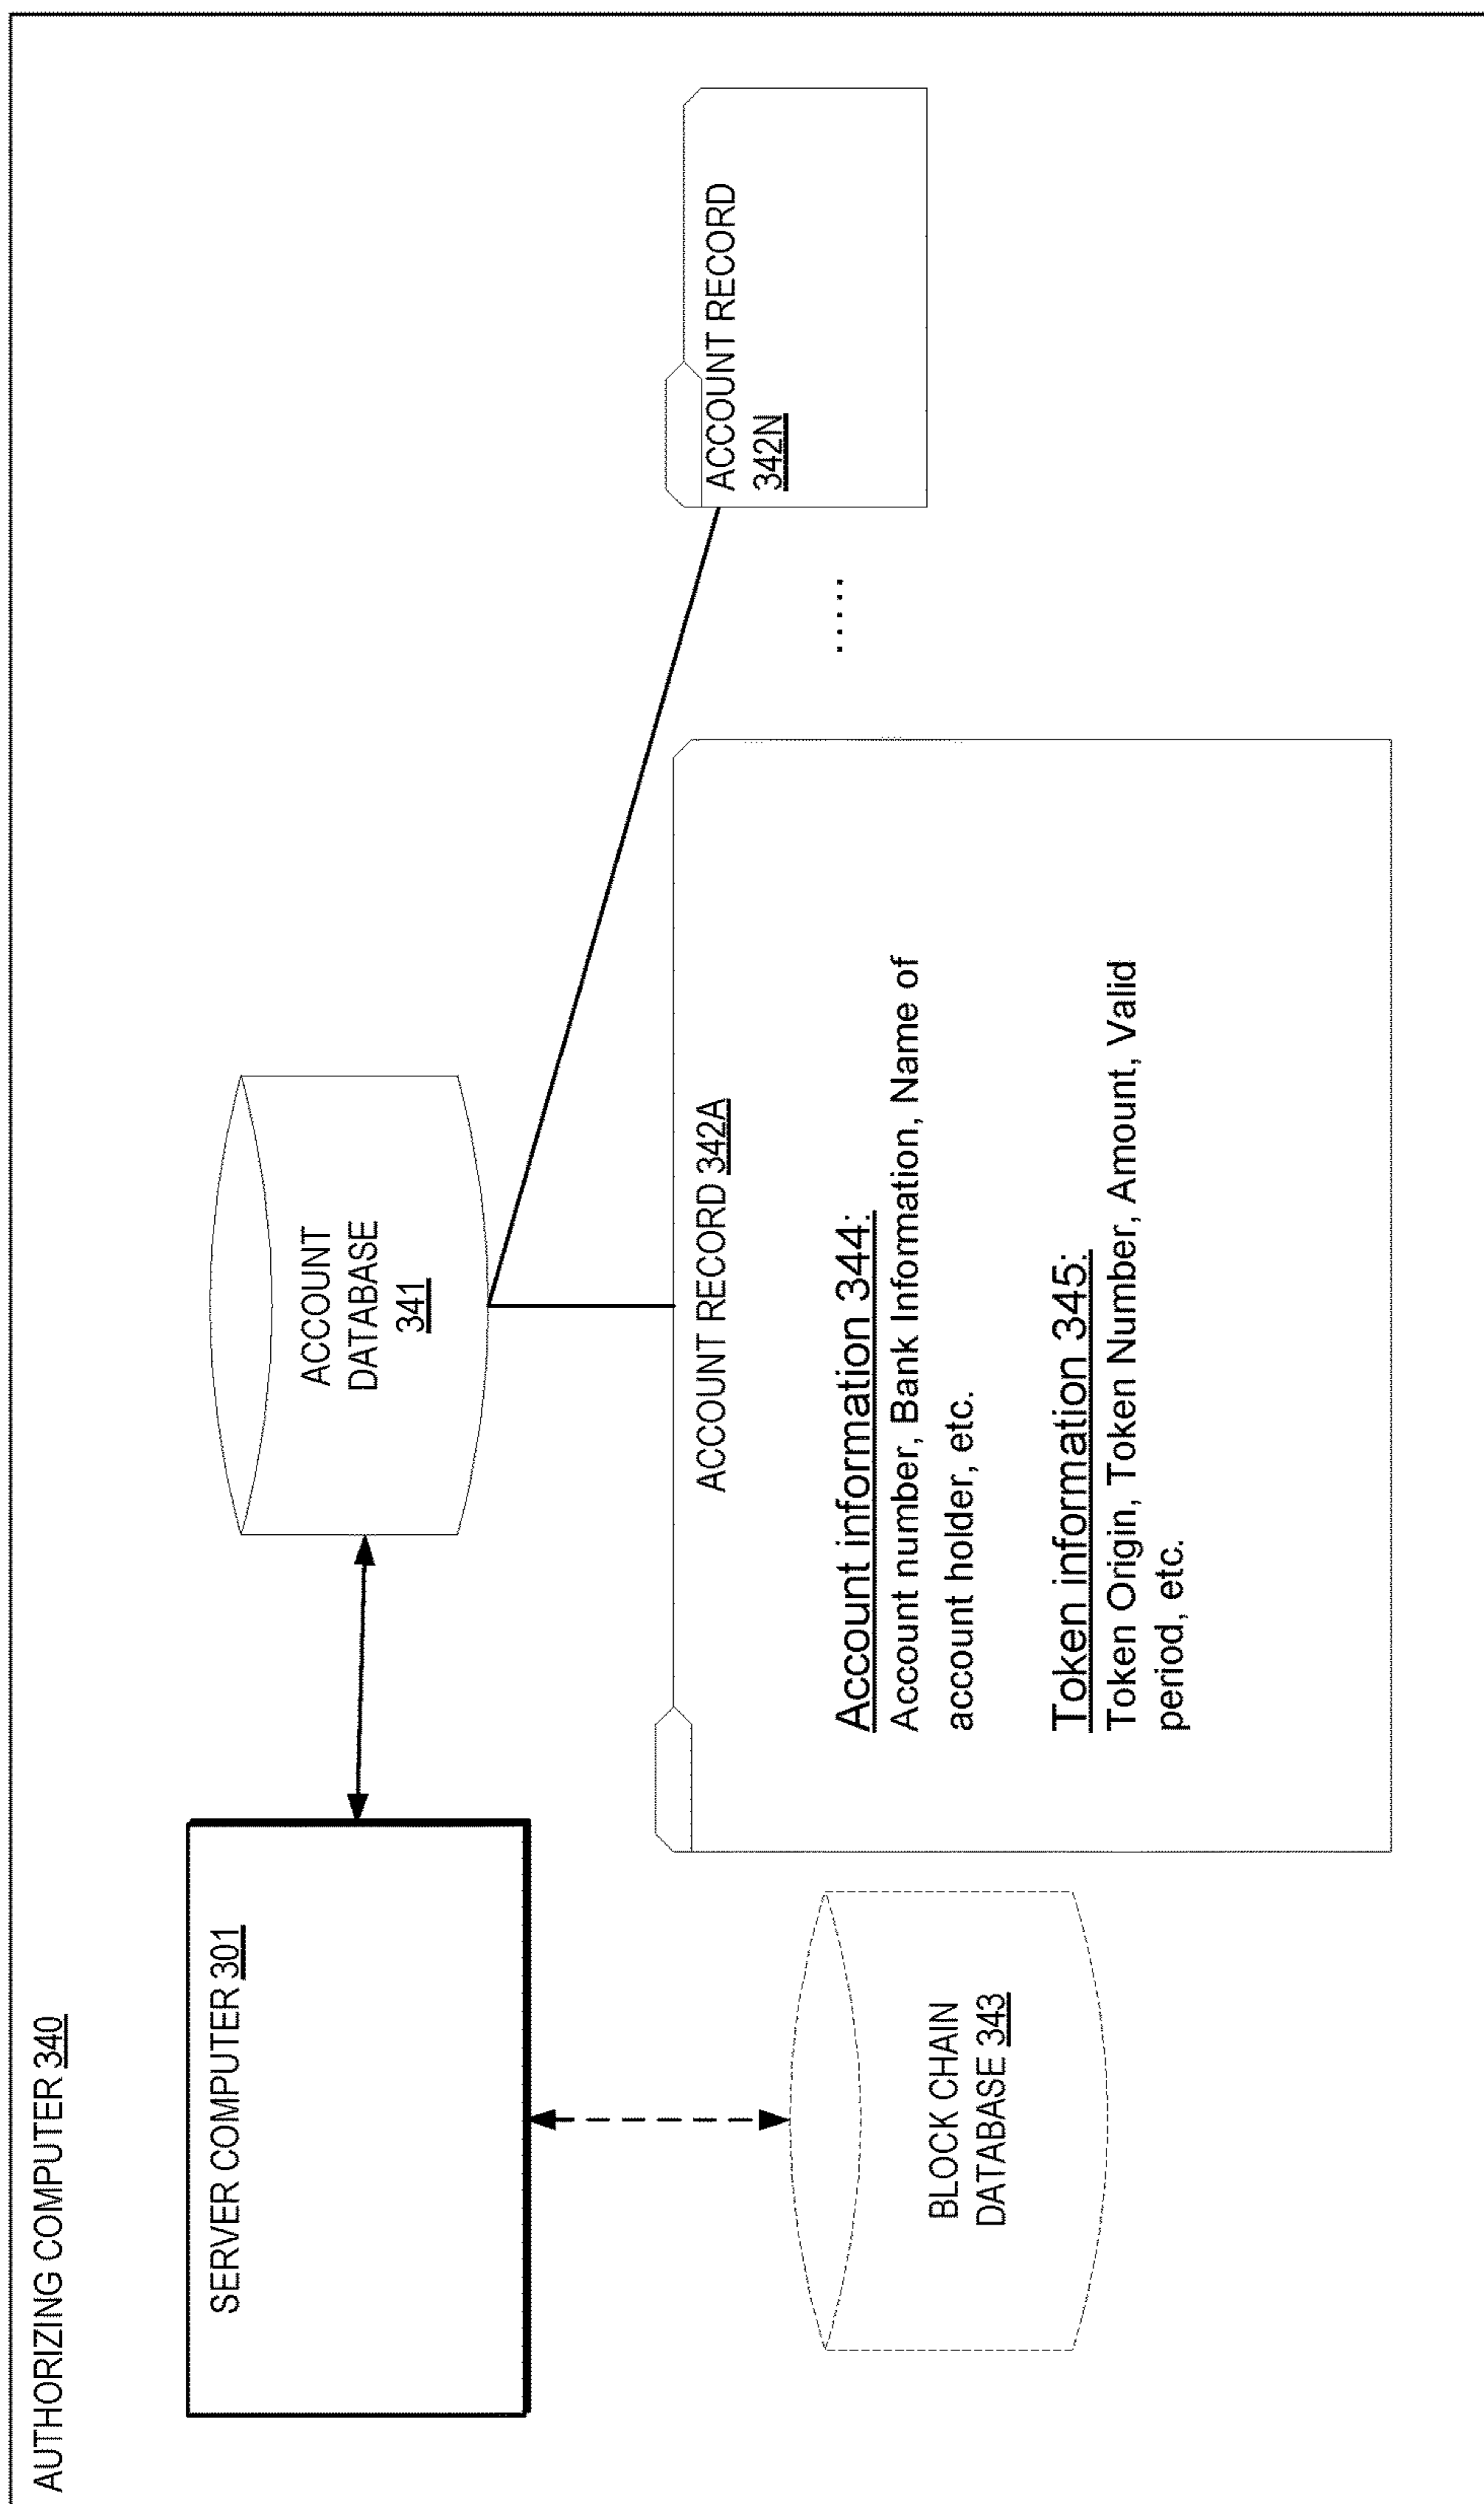 AUTHORIZING COMPUTER 340
SERVER COMPUTER 301
ACCOUNT
DATABASE
341
BLOCK CHAIN
DATABASE 343
ACCOUNT RECORD 342A
Account information 344:
Account number, Bank Information, Name of
account holder, etc.
Token information 345:
Token Origin, Token Number, Amount, Valid
period, etc.
.....
ACCOUNT RECORD
342N